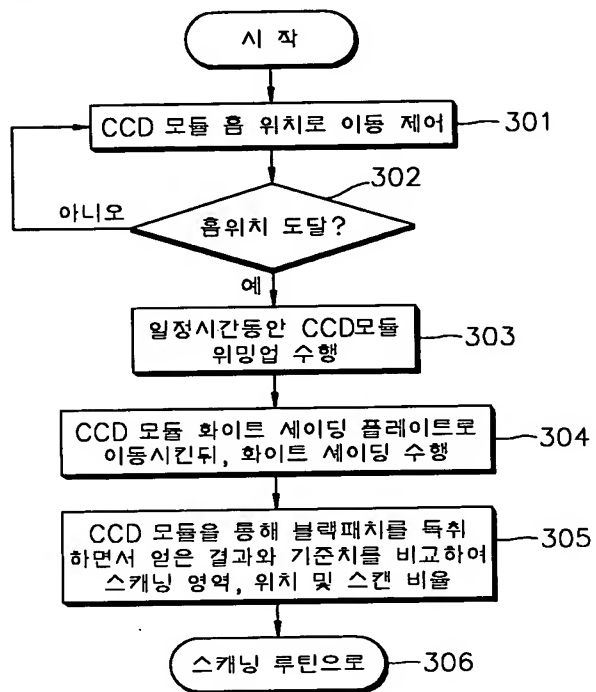 시 작
CCD 모듈 홈 위치로 이동 제어
301
302
홈위치 도달?
아니오
예
일정시간동안 CCD모듈
위밍업 수행
303
CCD 모듈 화이트 세이딩 플레이트로
이동시킨뒤, 화이트 세이딩 수행
304
CCD 모듈을 통해 블랙패치를 독취
하면서 얻은 결과와 기준치를 비교하여
스캐닝 영역, 위치 및 스캔 비율
305
스캐닝 루틴으로
306